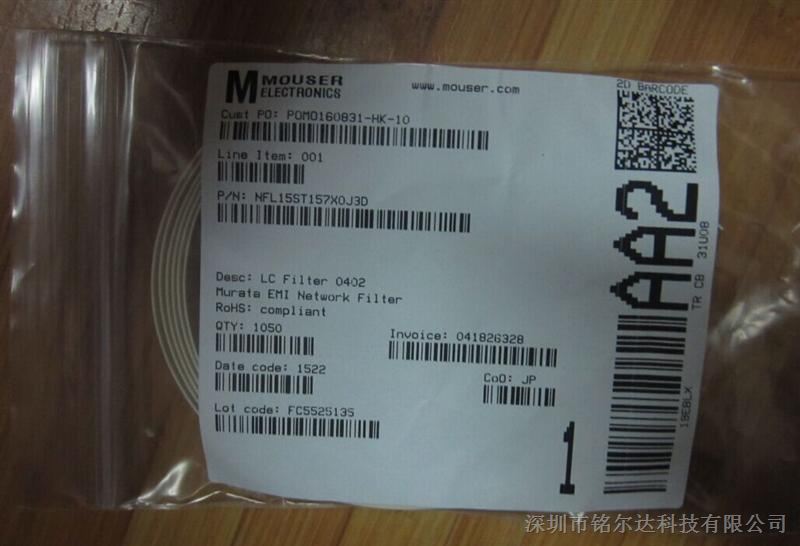 MOUSER
ELECTRONICS
www.mouser.com
2D BARCODE
Cust PO: POMO160831-HK-10
Line Item: 001
P/N: NFL15ST157X0J3D
Desc: LC Filter 0402
Murata EMI Network Filter
RoHS: compliant
QTY: 1050
Invoice: 041826328
Date code: 1522
CoO: JP
Lot code: FC552513S
1
AA2
TR CB 31U08
深圳市铭尔达科技有限公司